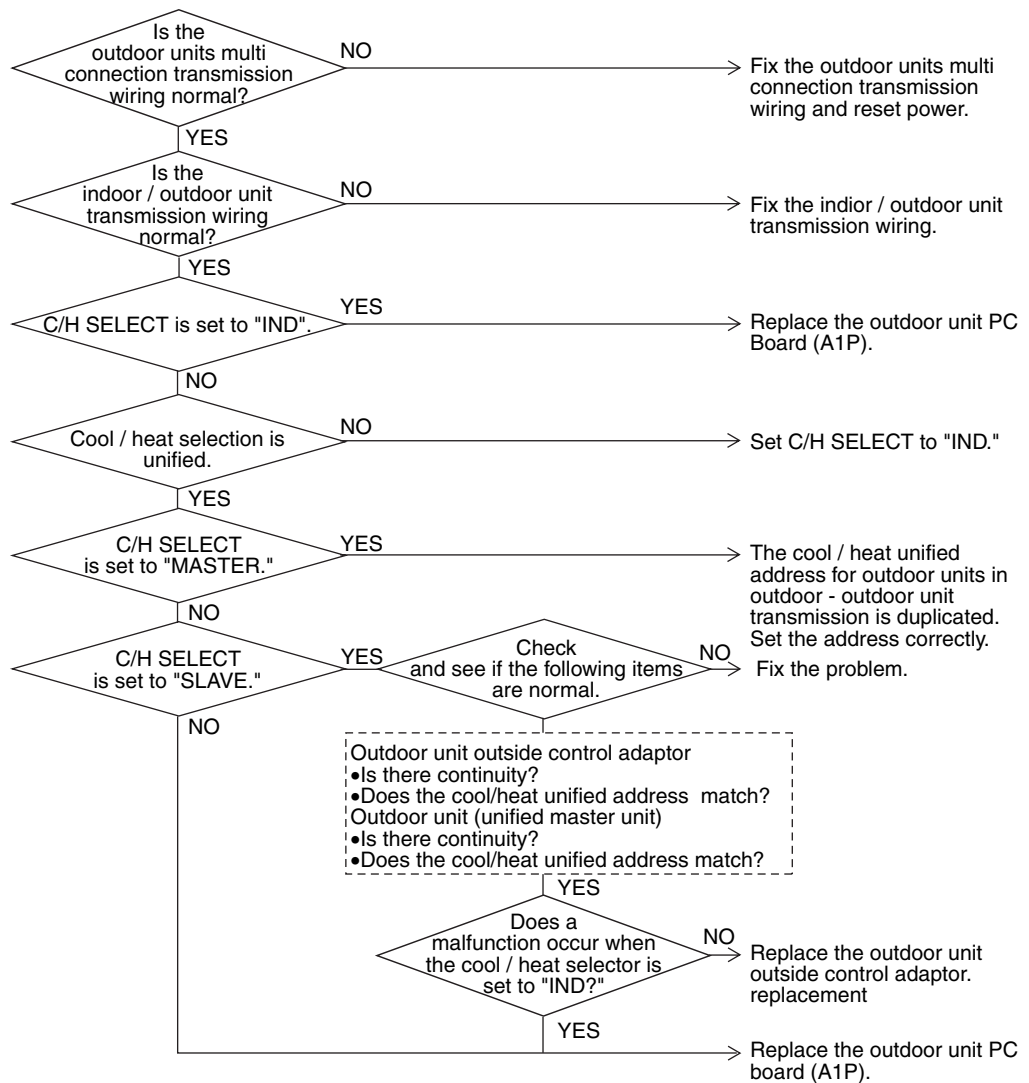 Is the
outdoor units multi
connection transmission
wiring normal?
NO
Fix the outdoor units multi
connection transmission
wiring and reset power.
YES
Is the
indoor / outdoor unit
transmission wiring
normal?
NO
Fix the indior / outdoor unit
transmission wiring.
YES
C/H SELECT is set to "IND".
YES
Replace the outdoor unit PC
Board (A1P).
NO
Cool / heat selection is
unified.
NO
Set C/H SELECT to "IND."
YES
C/H SELECT
is set to "MASTER."
YES
The cool / heat unified
address for outdoor units in
outdoor - outdoor unit
transmission is duplicated.
Set the address correctly.
NO
C/H SELECT
is set to "SLAVE."
YES
Check
and see if the following items
are normal.
NO
Fix the problem.
NO
Outdoor unit outside control adaptor
•Is there continuity?
•Does the cool/heat unified address match?
Outdoor unit (unified master unit)
•Is there continuity?
•Does the cool/heat unified address match?
YES
Does a
malfunction occur when
the cool / heat selector is
set to "IND?"
NO
Replace the outdoor unit
outside control adaptor.
replacement
YES
Replace the outdoor unit PC
board (A1P).